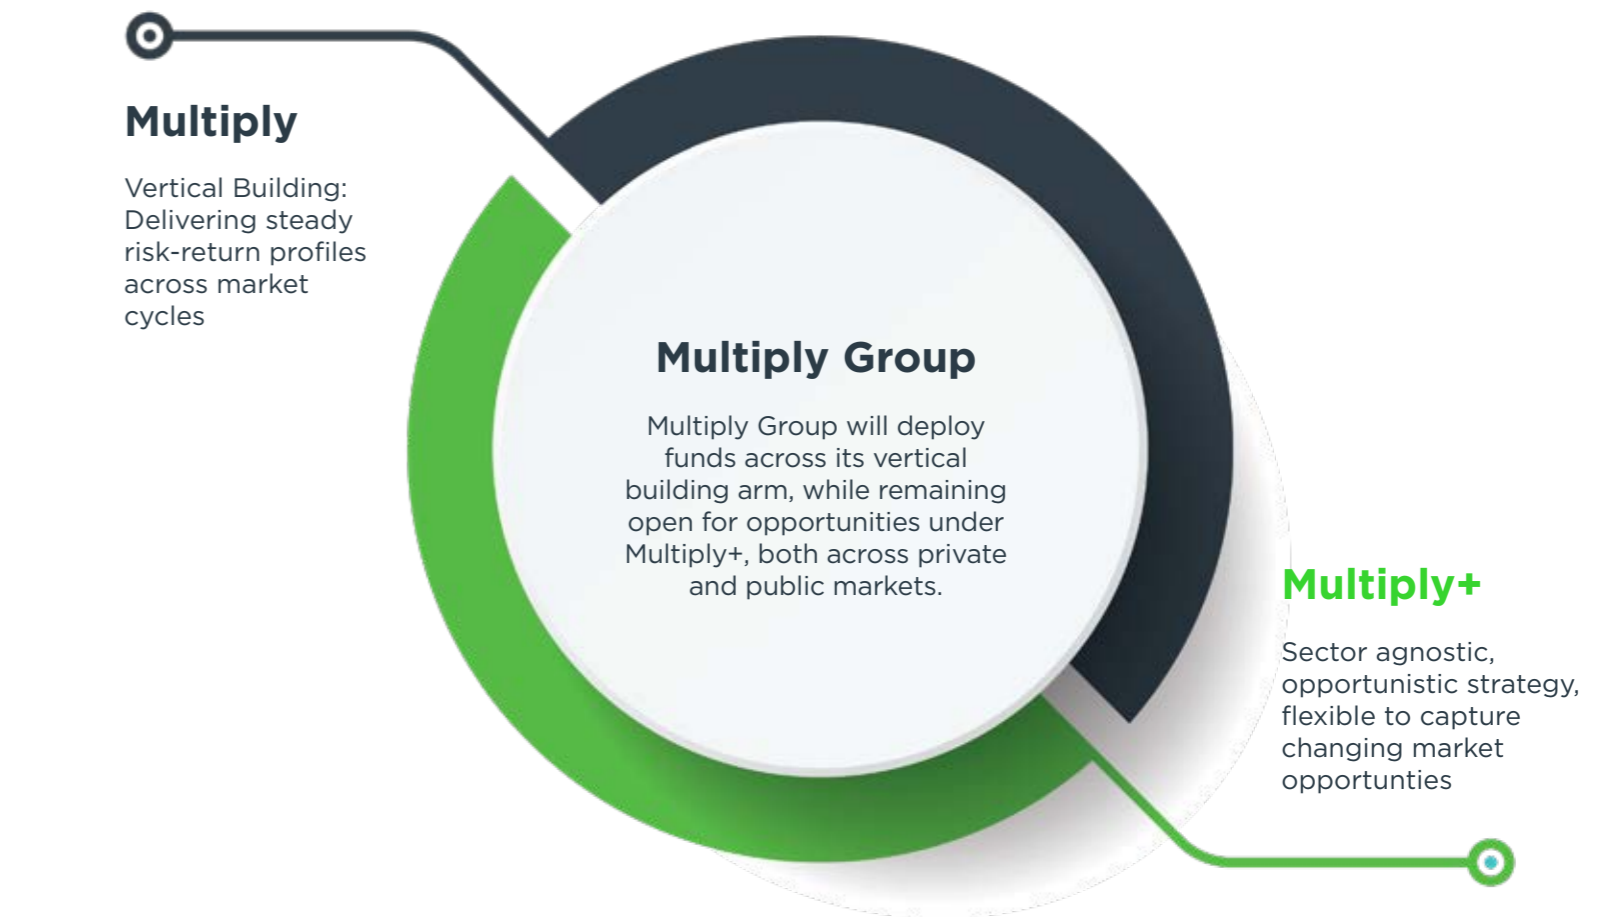 Multiply
Vertical Building:
Delivering steady
risk-return profiles
across market
cycles
Multiply Group
Multiply Group will deploy
funds across its vertical
building arm, while remaining
open for opportunities under
Multiply+, both across private
and public markets.
Multiply+
Sector agnostic,
opportunistic strategy,
flexible to capture
changing market
opportunties